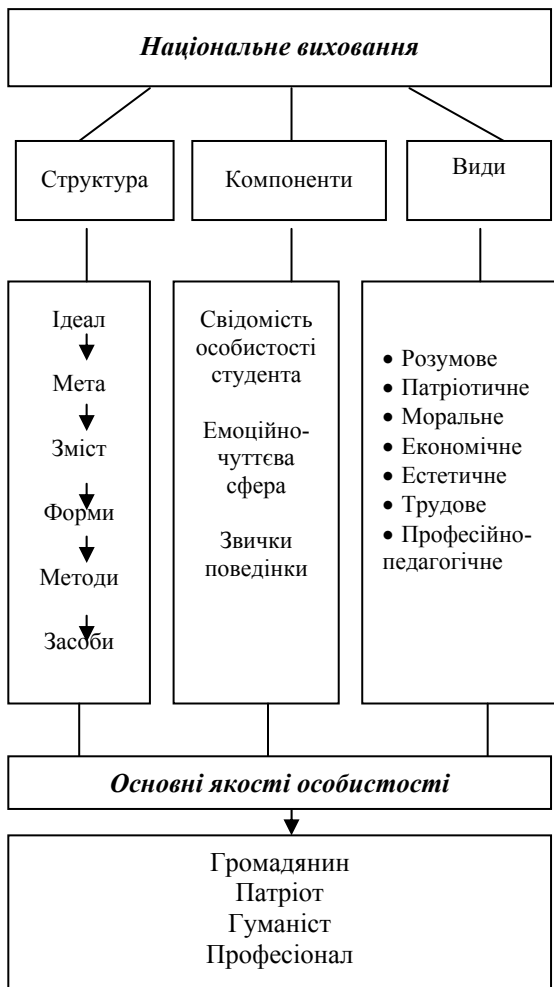 Національне виховання
Структура
Компоненти
Види
Ідеал
Мета
Зміст
Форми
Методи
Засоби
Свідомість
особистості
студента
Емоційно-
чуттєва
сфера
Звички
поведінки
• Розумове
• Патріотичне
• Моральне
• Економічне
• Естетичне
• Трудове
• Професійно-
педагогічне
Основні якості особистості
Громадянин
Патріот
Гуманіст
Професіонал